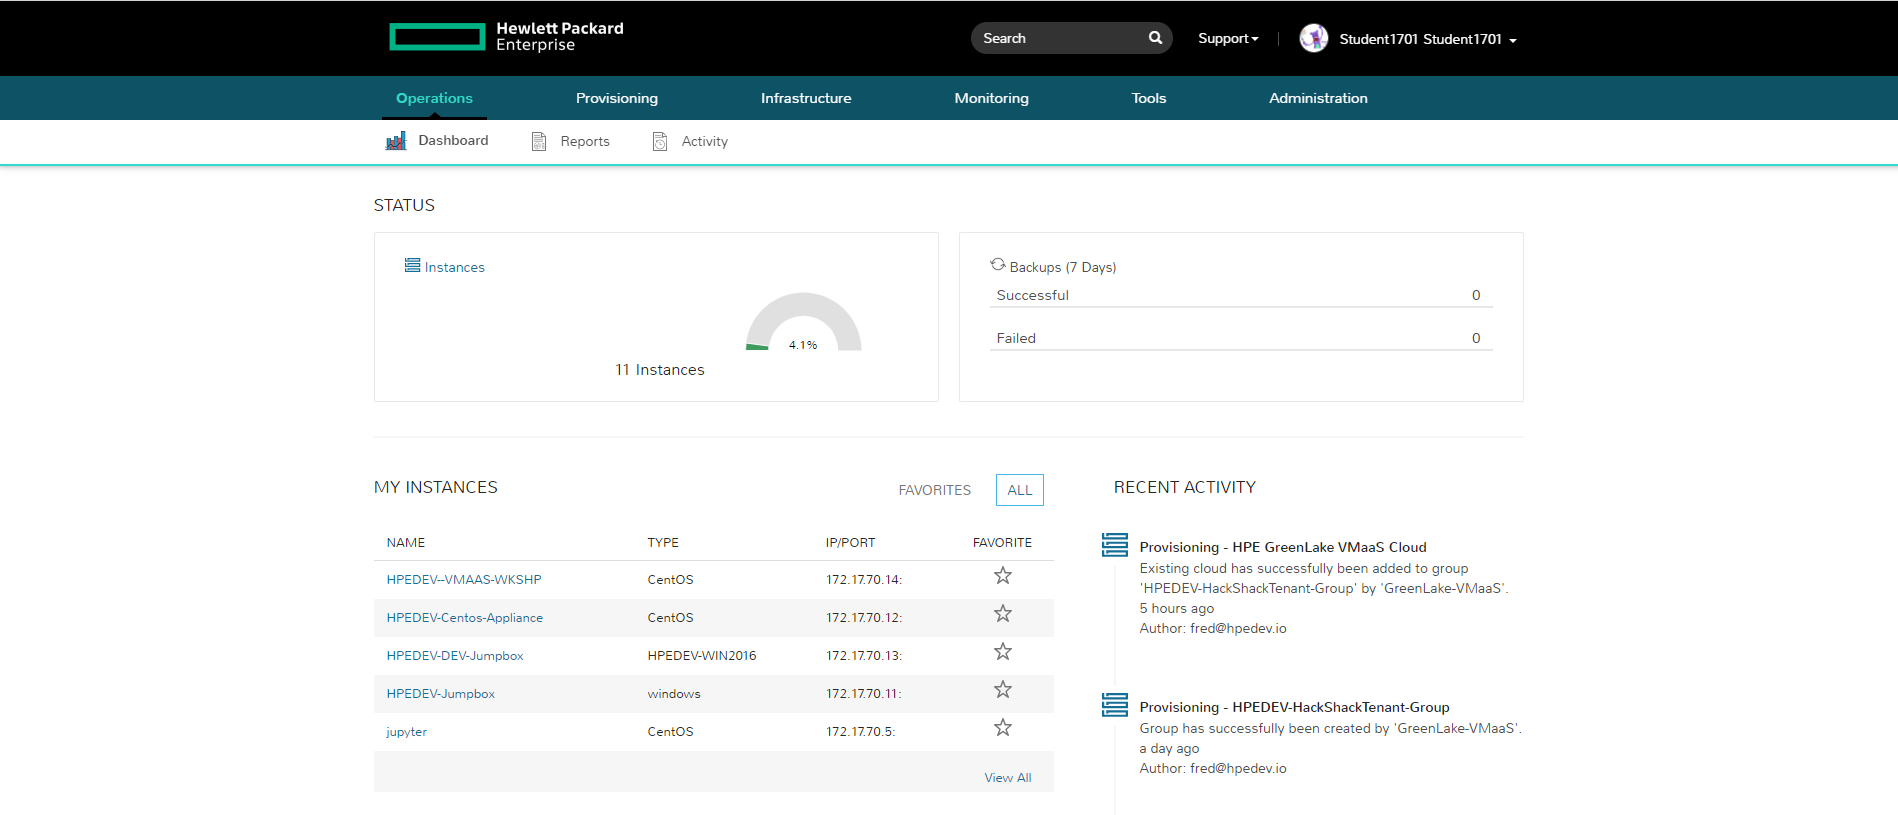 Hewlett Packard
Enterprise
Search
Support
Student1701 Student1701
Operations
Provisioning
Infrastructure
Monitoring
Tools
Administration
Dashboard
Reports
Activity
STATUS
Instances
4.1%
11 Instances
Backups (7 Days)
Successful 0
Failed 0
MY INSTANCES
FAVORITES
ALL
NAME TYPE IP/PORT FAVORITE
HPEDEV--VMAAS-WKSHP CentOS 172.17.70.14:
HPEDEV-Centos-Appliance CentOS 172.17.70.12:
HPEDEV-DEV-Jumpbox HPEDEV-WIN2016 172.17.70.13:
HPEDEV-Jumpbox windows 172.17.70.11:
jupyter CentOS 172.17.70.5:
View All
RECENT ACTIVITY
Provisioning - HPE GreenLake VMaaS Cloud
Existing cloud has successfully been added to group
'HPEDEV-HackShackTenant-Group' by 'GreenLake-VMaaS'.
5 hours ago
Author: fred@hpedev.io
Provisioning - HPEDEV-HackShackTenant-Group
Group has successfully been created by 'GreenLake-VMaaS'.
a day ago
Author: fred@hpedev.io